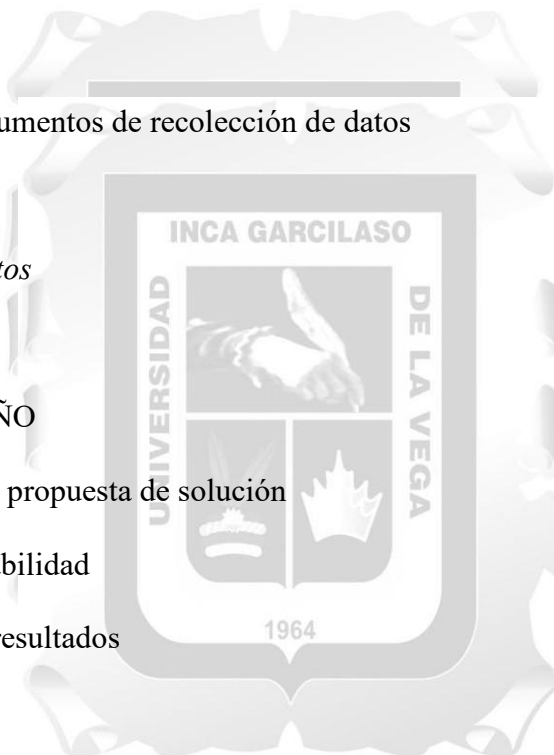 umentos de recolección de datos
INCA GARCILASO
tos
UNIVERSIDAD
DE LA VEGA
ÑO
propuesta de solución
bilidad
resultados
1964